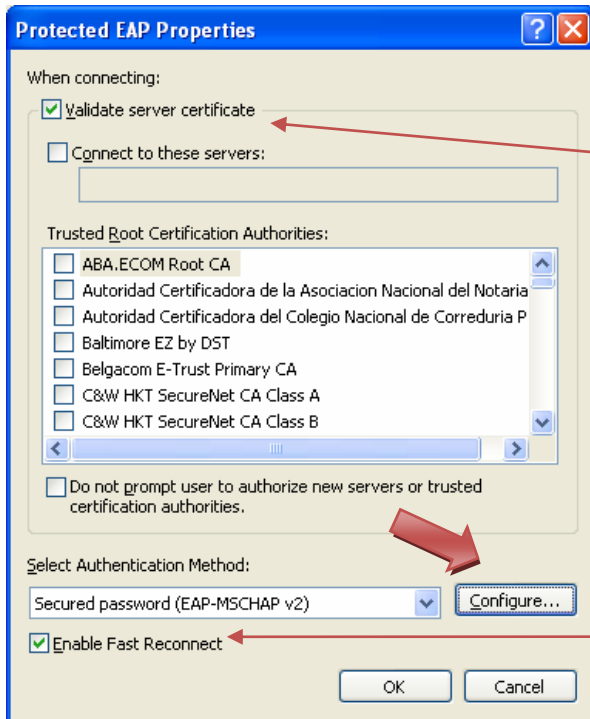 Protected EAP Properties
When connecting:
Validate server certificate
Connect to these servers:
Trusted Root Certification Authorities:
ABA.ECOM Root CA
Autoridad Certificadora de la Asociacion Nacional del Notaria
Autoridad Certificadora del Colegio Nacional de Correduria P
Baltimore EZ by DST
Belgacom E-Trust Primary CA
C&W HKT SecureNet CA Class A
C&W HKT SecureNet CA Class B
Do not prompt user to authorize new servers or trusted
certification authorities.
Select Authentication Method:
Secured password (EAP-MSCHAP v2)
Configure...
Enable Fast Reconnect
OK
Cancel